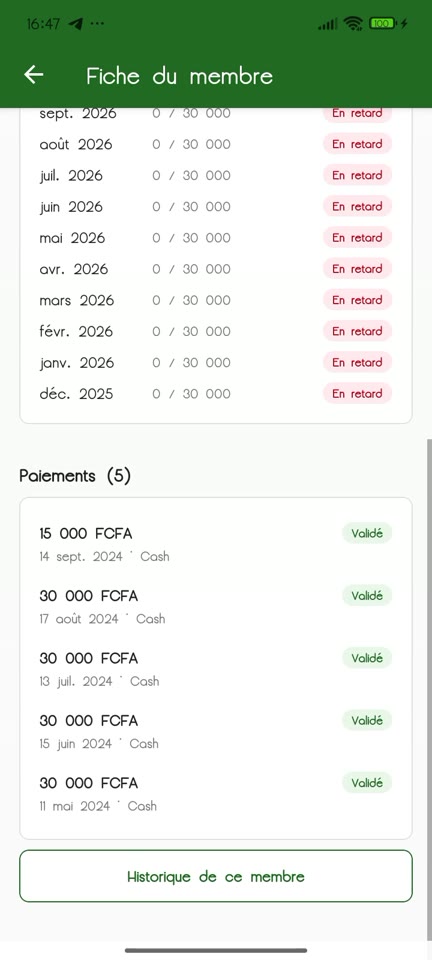 16:47
100
Fiche du membre
sept. 2026 0 / 30 000 En retard
août 2026 0 / 30 000 En retard
juil. 2026 0 / 30 000 En retard
juin 2026 0 / 30 000 En retard
mai 2026 0 / 30 000 En retard
avr. 2026 0 / 30 000 En retard
mars 2026 0 / 30 000 En retard
févr. 2026 0 / 30 000 En retard
janv. 2026 0 / 30 000 En retard
déc. 2025 0 / 30 000 En retard
Paiements (5)
15 000 FCFA Validé
14 sept. 2024 · Cash
30 000 FCFA Validé
17 août 2024 · Cash
30 000 FCFA Validé
13 juil. 2024 · Cash
30 000 FCFA Validé
15 juin 2024 · Cash
30 000 FCFA Validé
11 mai 2024 · Cash
Historique de ce membre